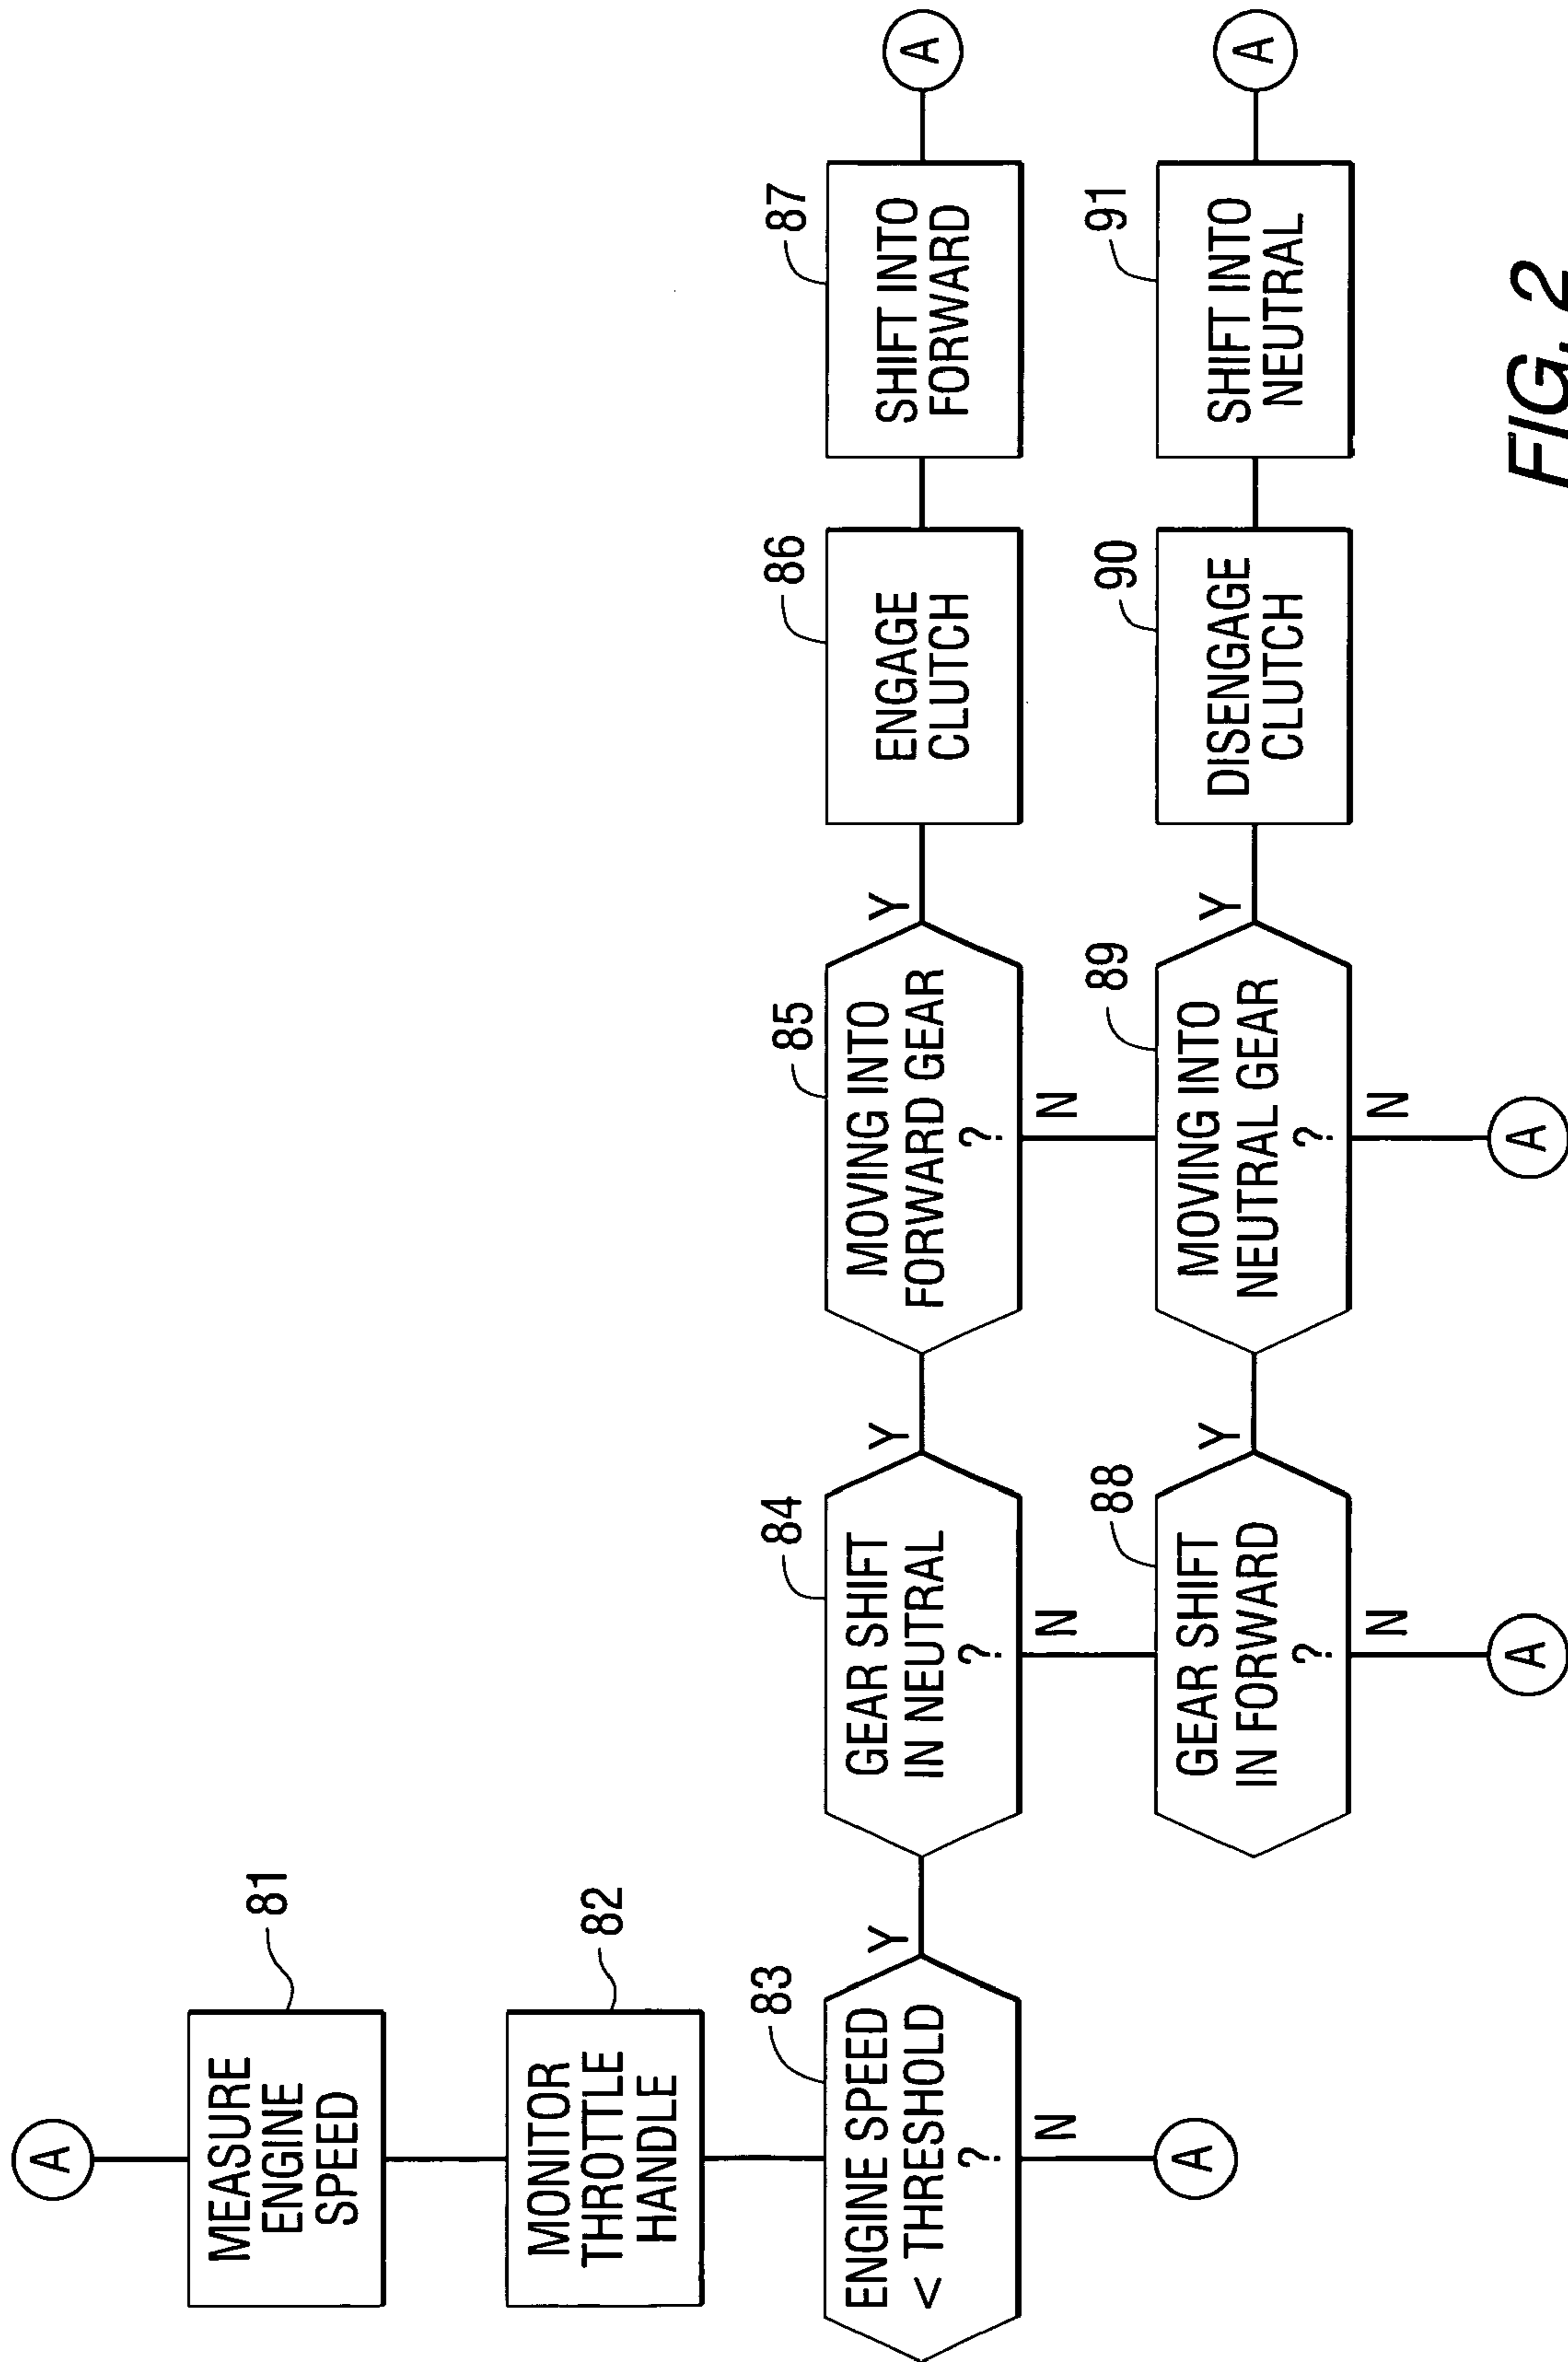 A
MEASURE
ENGINE
SPEED
81
MONITOR
THROTTLE
HANDLE
82
ENGINE SPEED
< THRESHOLD
?
83
Y
N
A
GEAR SHIFT
IN NEUTRAL
?
84
Y
N
MOVING INTO
FORWARD GEAR
?
85
Y
N
ENGAGE
CLUTCH
86
SHIFT INTO
FORWARD
87
A
GEAR SHIFT
IN FORWARD
?
88
Y
N
A
MOVING INTO
NEUTRAL GEAR
?
89
Y
N
A
DISENGAGE
CLUTCH
90
SHIFT INTO
NEUTRAL
91
A
FIG. 2